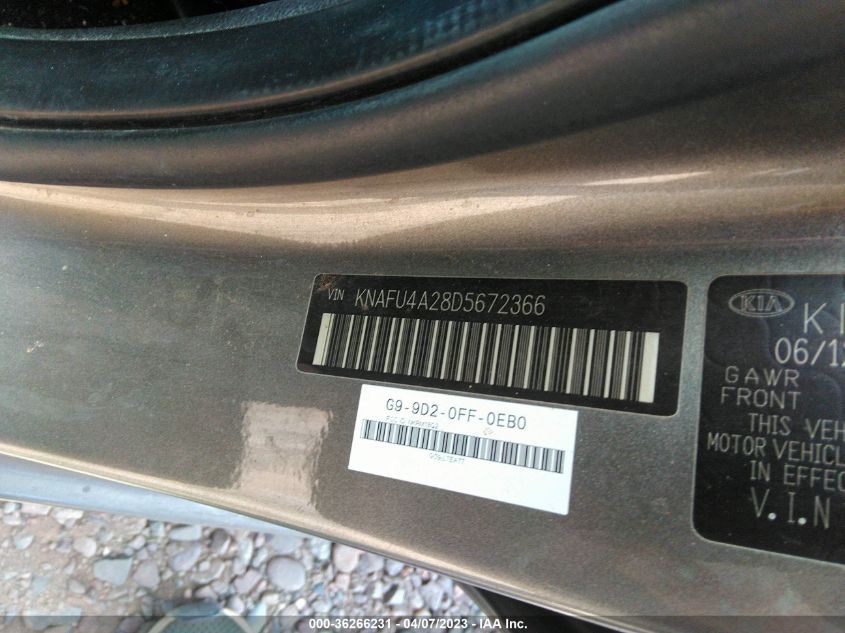 VIN KNAFU4A28D5672366
G9-9D2-0FF-0EB0
KIA
06/12
GAWR
FRONT
THIS VEH
MOTOR VEHICL
IN EFFEC
V.I.N
000-36266231 - 04/07/2023 - IAA Inc.